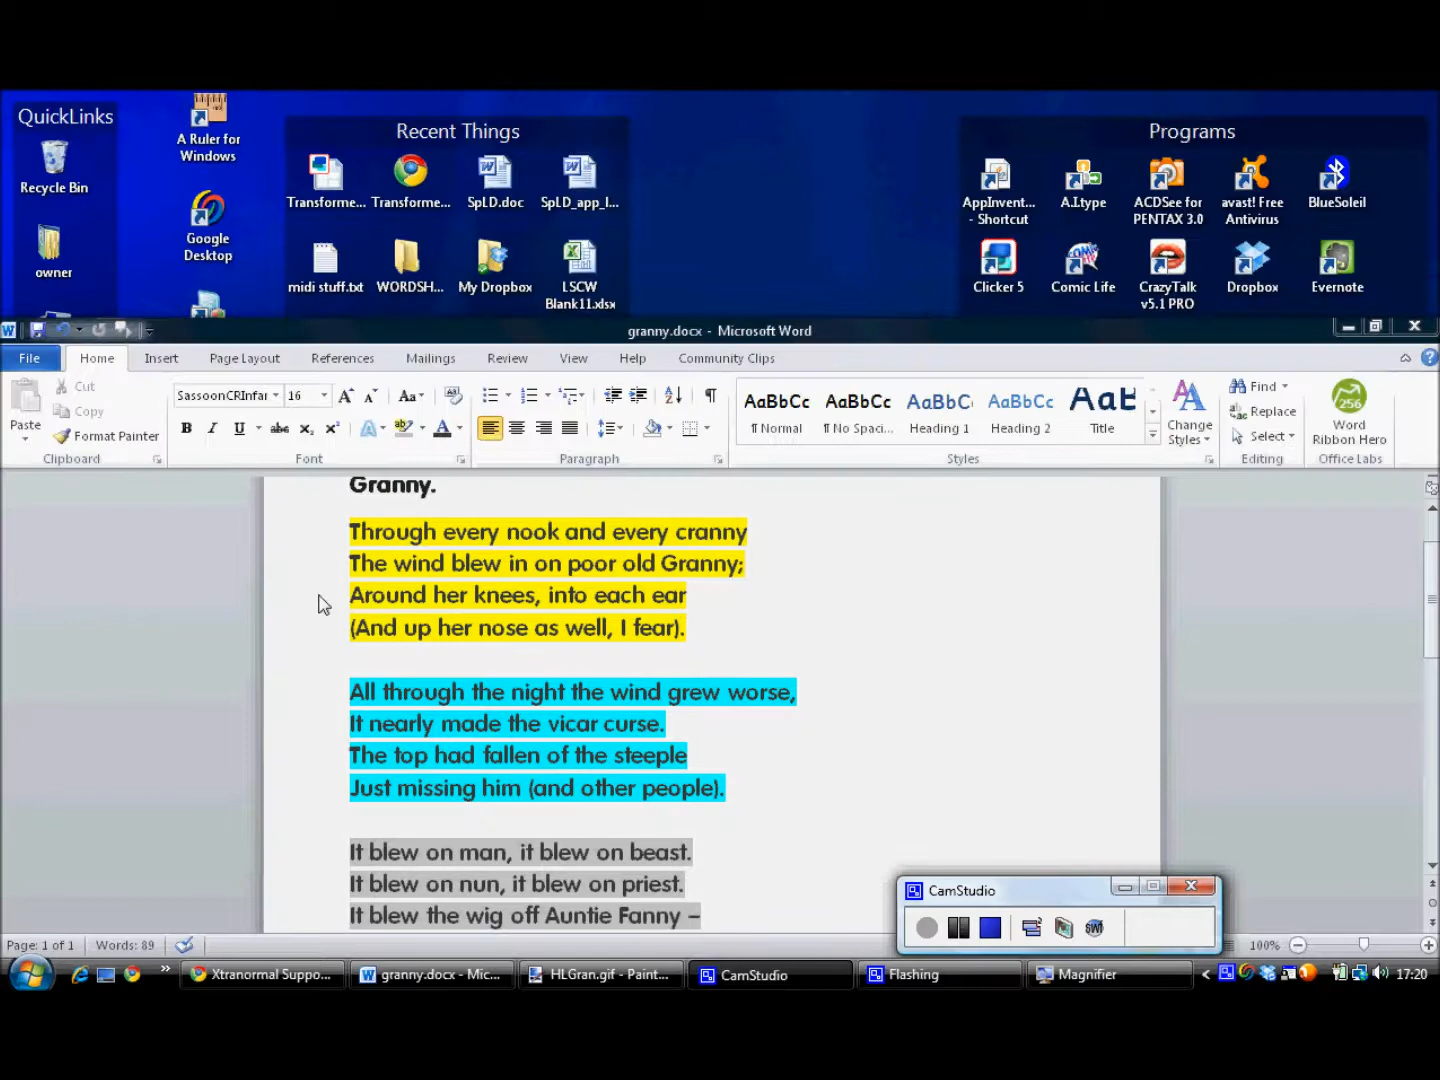 QuickLinks
Recycle Bin
owner
A Ruler for
Windows
Google
Desktop
Recent Things
Transforme...
Transforme...
SpLD.doc
SpLD_app_l...
midi stuff.txt
WORDSH...
My Dropbox
LSCW
Blank11.xlsx
Programs
AppInvent...
- Shortcut
A.I.type
ACDSee for
PENTAX 3.0
avast! Free
Antivirus
BlueSoleil
Clicker 5
Comic Life
CrazyTalk
v5.1 PRO
Dropbox
Evernote
granny.docx - Microsoft Word
File Home Insert Page Layout References Mailings Review View Help Community Clips
Paste
Cut
Copy
Format Painter
Clipboard
SassoonCRInfar 16
Font
Paragraph
AaBbCc AaBbCc AaBbC AaBbCc AaB
¶ Normal ¶ No Spaci... Heading 1 Heading 2 Title
Change
Styles
Styles
Find
Replace
Select
Editing
256
Word
Ribbon Hero
Office Labs
Granny.
Through every nook and every cranny
The wind blew in on poor old Granny;
Around her knees, into each ear
(And up her nose as well, I fear).
All through the night the wind grew worse,
It nearly made the vicar curse.
The top had fallen of the steeple
Just missing him (and other people).
It blew on man, it blew on beast.
It blew on nun, it blew on priest.
It blew the wig off Auntie Fanny –
CamStudio
Page: 1 of 1 Words: 89
100%
Xtranormal Suppo... granny.docx - Mic... HLGran.gif - Paint... CamStudio Flashing Magnifier 17:20